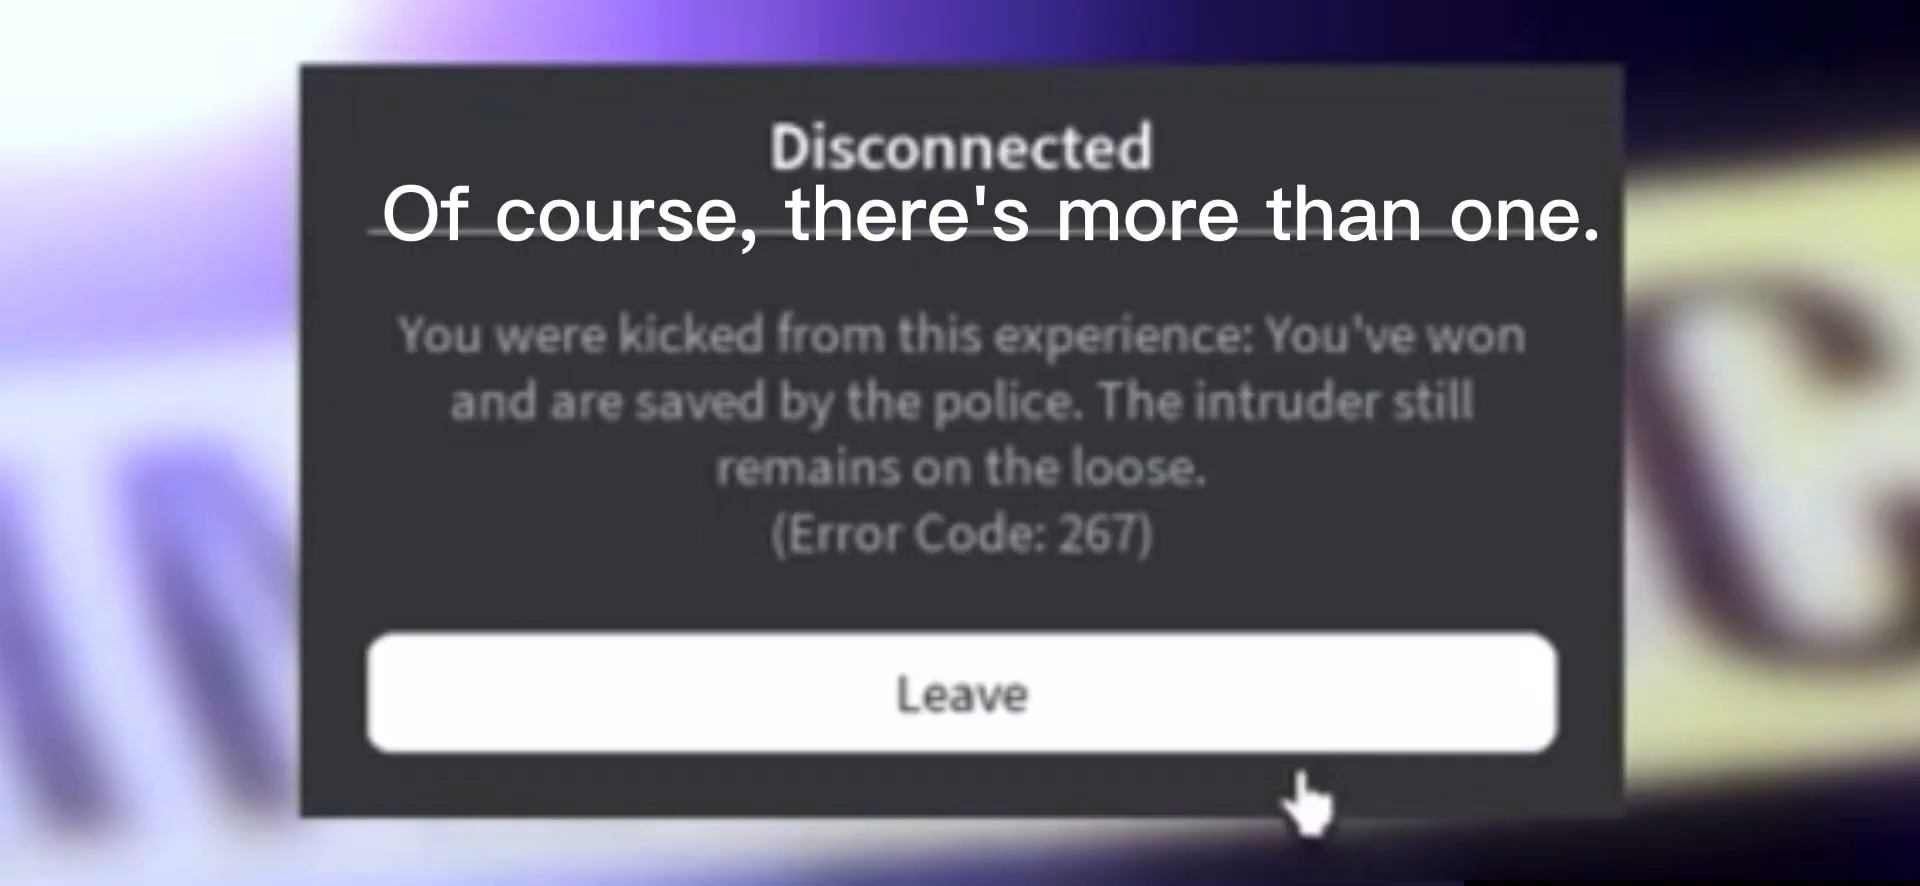 Disconnected
Of course, there's more than one.
You were kicked from this experience: You've won
and are saved by the police. The intruder still
remains on the loose.
(Error Code: 267)
Leave